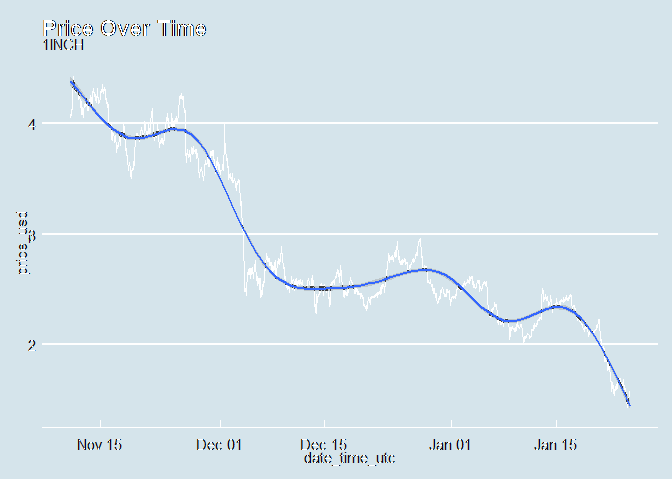 Price Over Time
1INCH
4
3
2
price_usd
Nov 15 Dec 01 Dec 15 Jan 01 Jan 15
date_time_utc